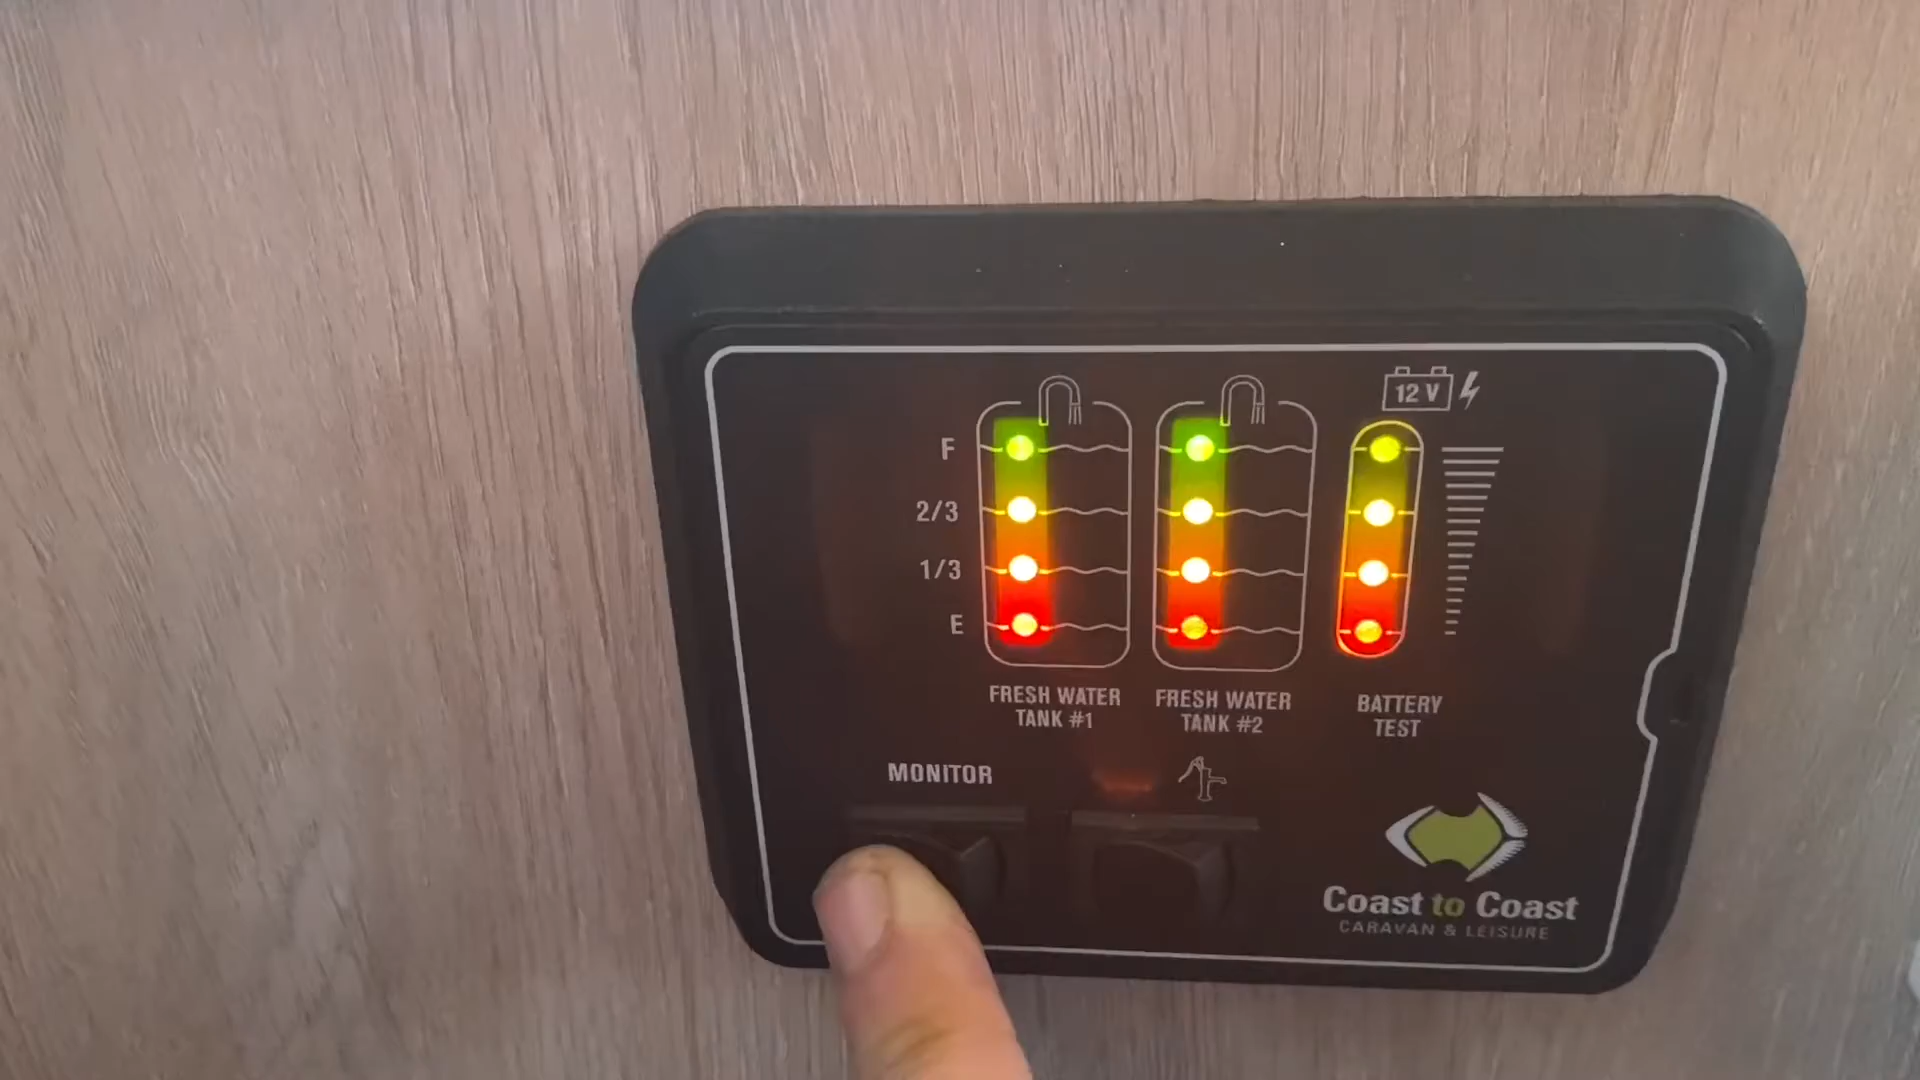 12 V
F
2/3
1/3
E
FRESH WATER
TANK #1
FRESH WATER
TANK #2
BATTERY
TEST
MONITOR
Coast to Coast
CARAVAN & LEISURE